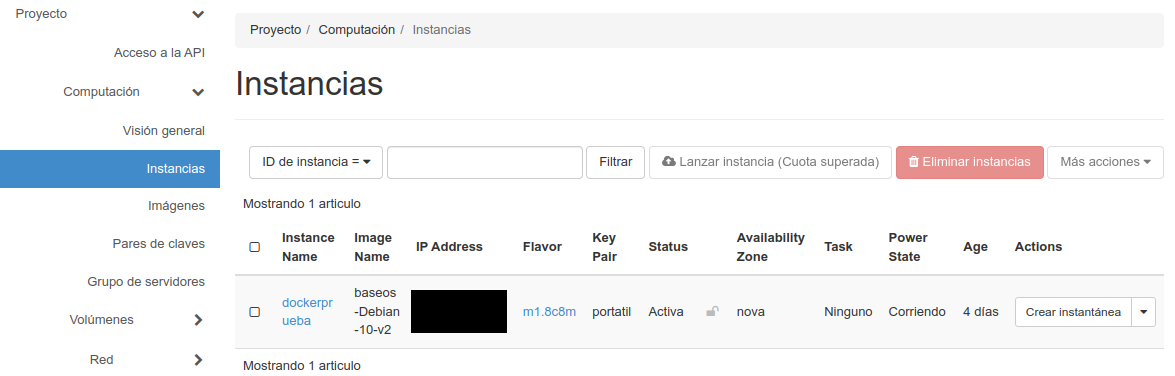 Proyecto
Acceso a la API
Computación
Visión general
Instancias
Imágenes
Pares de claves
Grupo de servidores
Volúmenes
Red
Proyecto / Computación / Instancias
Instancias
ID de instancia = Filtrar Lanzar instancia (Cuota superada) Eliminar instancias Más acciones
Mostrando 1 articulo
Instance Name Image Name IP Address Flavor Key Pair Status Availability Zone Task Power State Age Actions
dockerpr
ueba
baseos
-Debian
-10-v2
m1.8c8m portatil Activa nova Ninguno Corriendo 4 días Crear instantánea
Mostrando 1 articulo